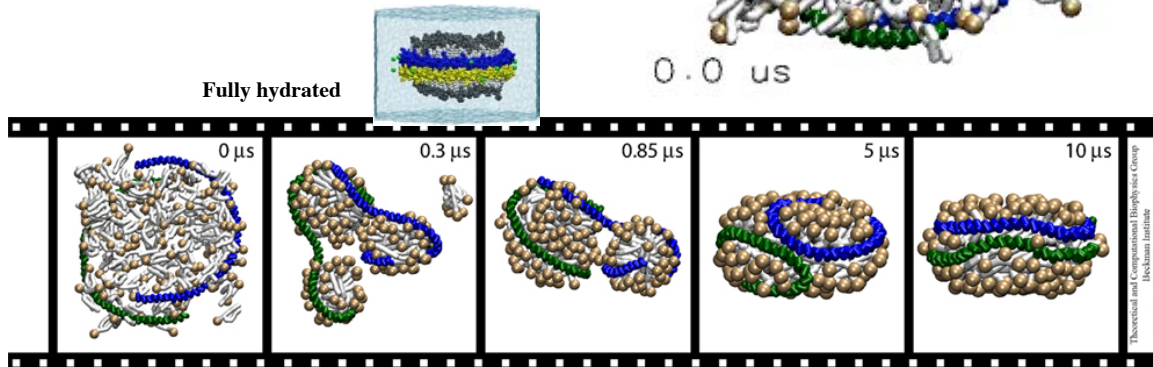 0.0 us
Fully hydrated
0 µs
0.3 µs
0.85 µs
5 µs
10 µs
Theoretical and Computational Biophysics Group
Beckman Institute